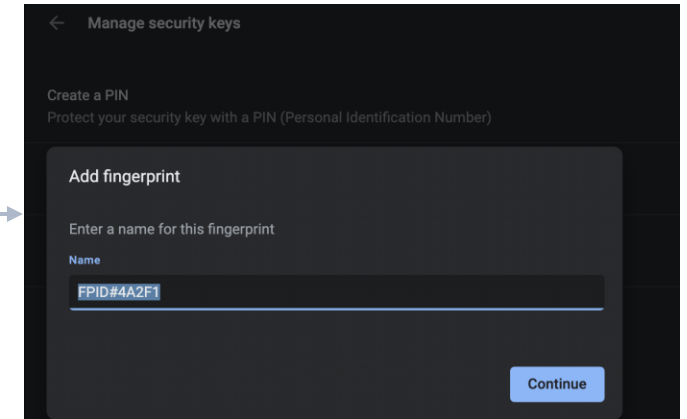 Manage security keys
Create a PIN
Protect your security key with a PIN (Personal Identification Number)
Add fingerprint
Enter a name for this fingerprint
Name
FPID#4A2F1
Continue